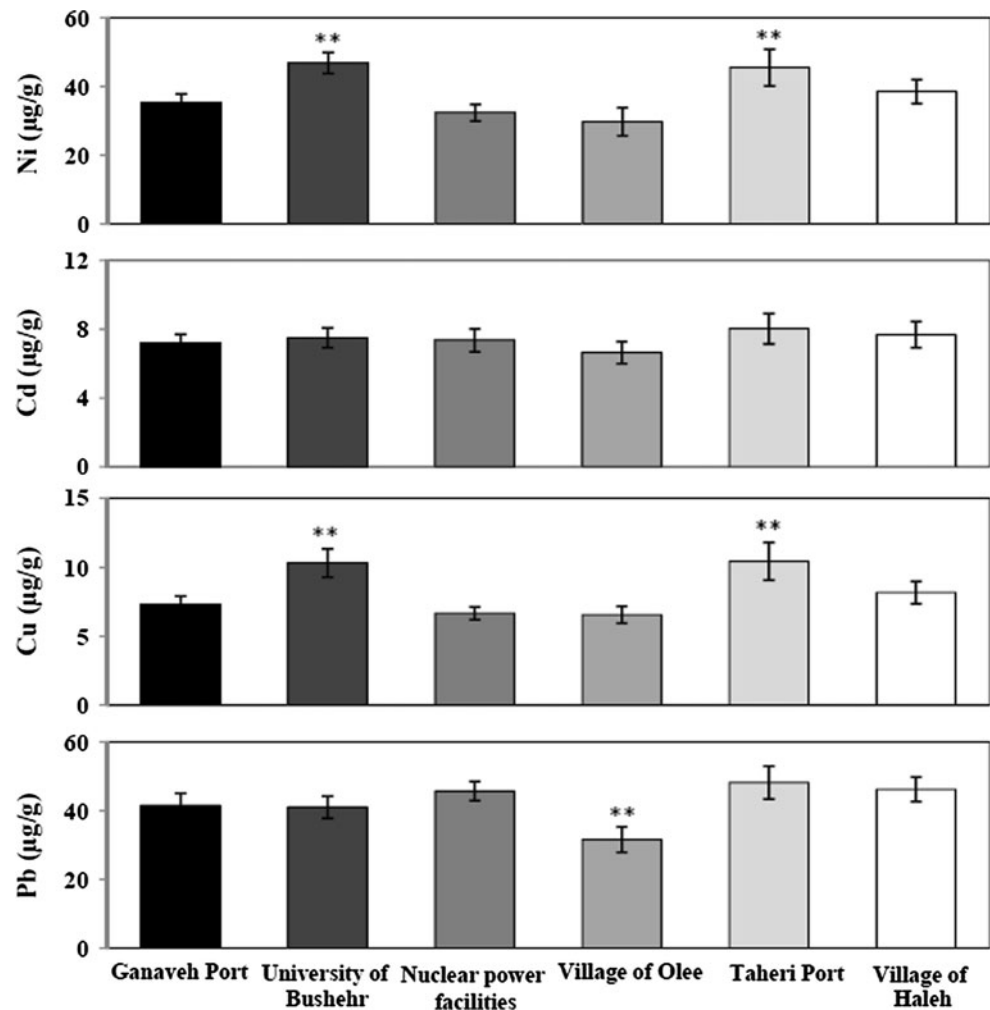 60
**
**
40
20
0
Ni (µg/g)
12
8
4
0
Cd (µg/g)
15
**
**
10
5
0
Cu (µg/g)
60
40
**
20
0
Pb (µg/g)
Ganaveh Port
University of
Bushehr
Nuclear power
facilities
Village of Olee
Taheri Port
Village of
Haleh